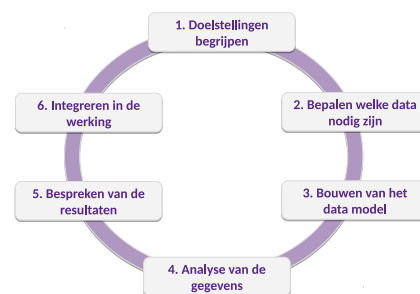 1. Doelstellingen
begrijpen
2. Bepalen welke data
nodig zijn
3. Bouwen van het
data model
4. Analyse van de
gegevens
5. Bespreken van de
resultaten
6. Integreren in de
werking